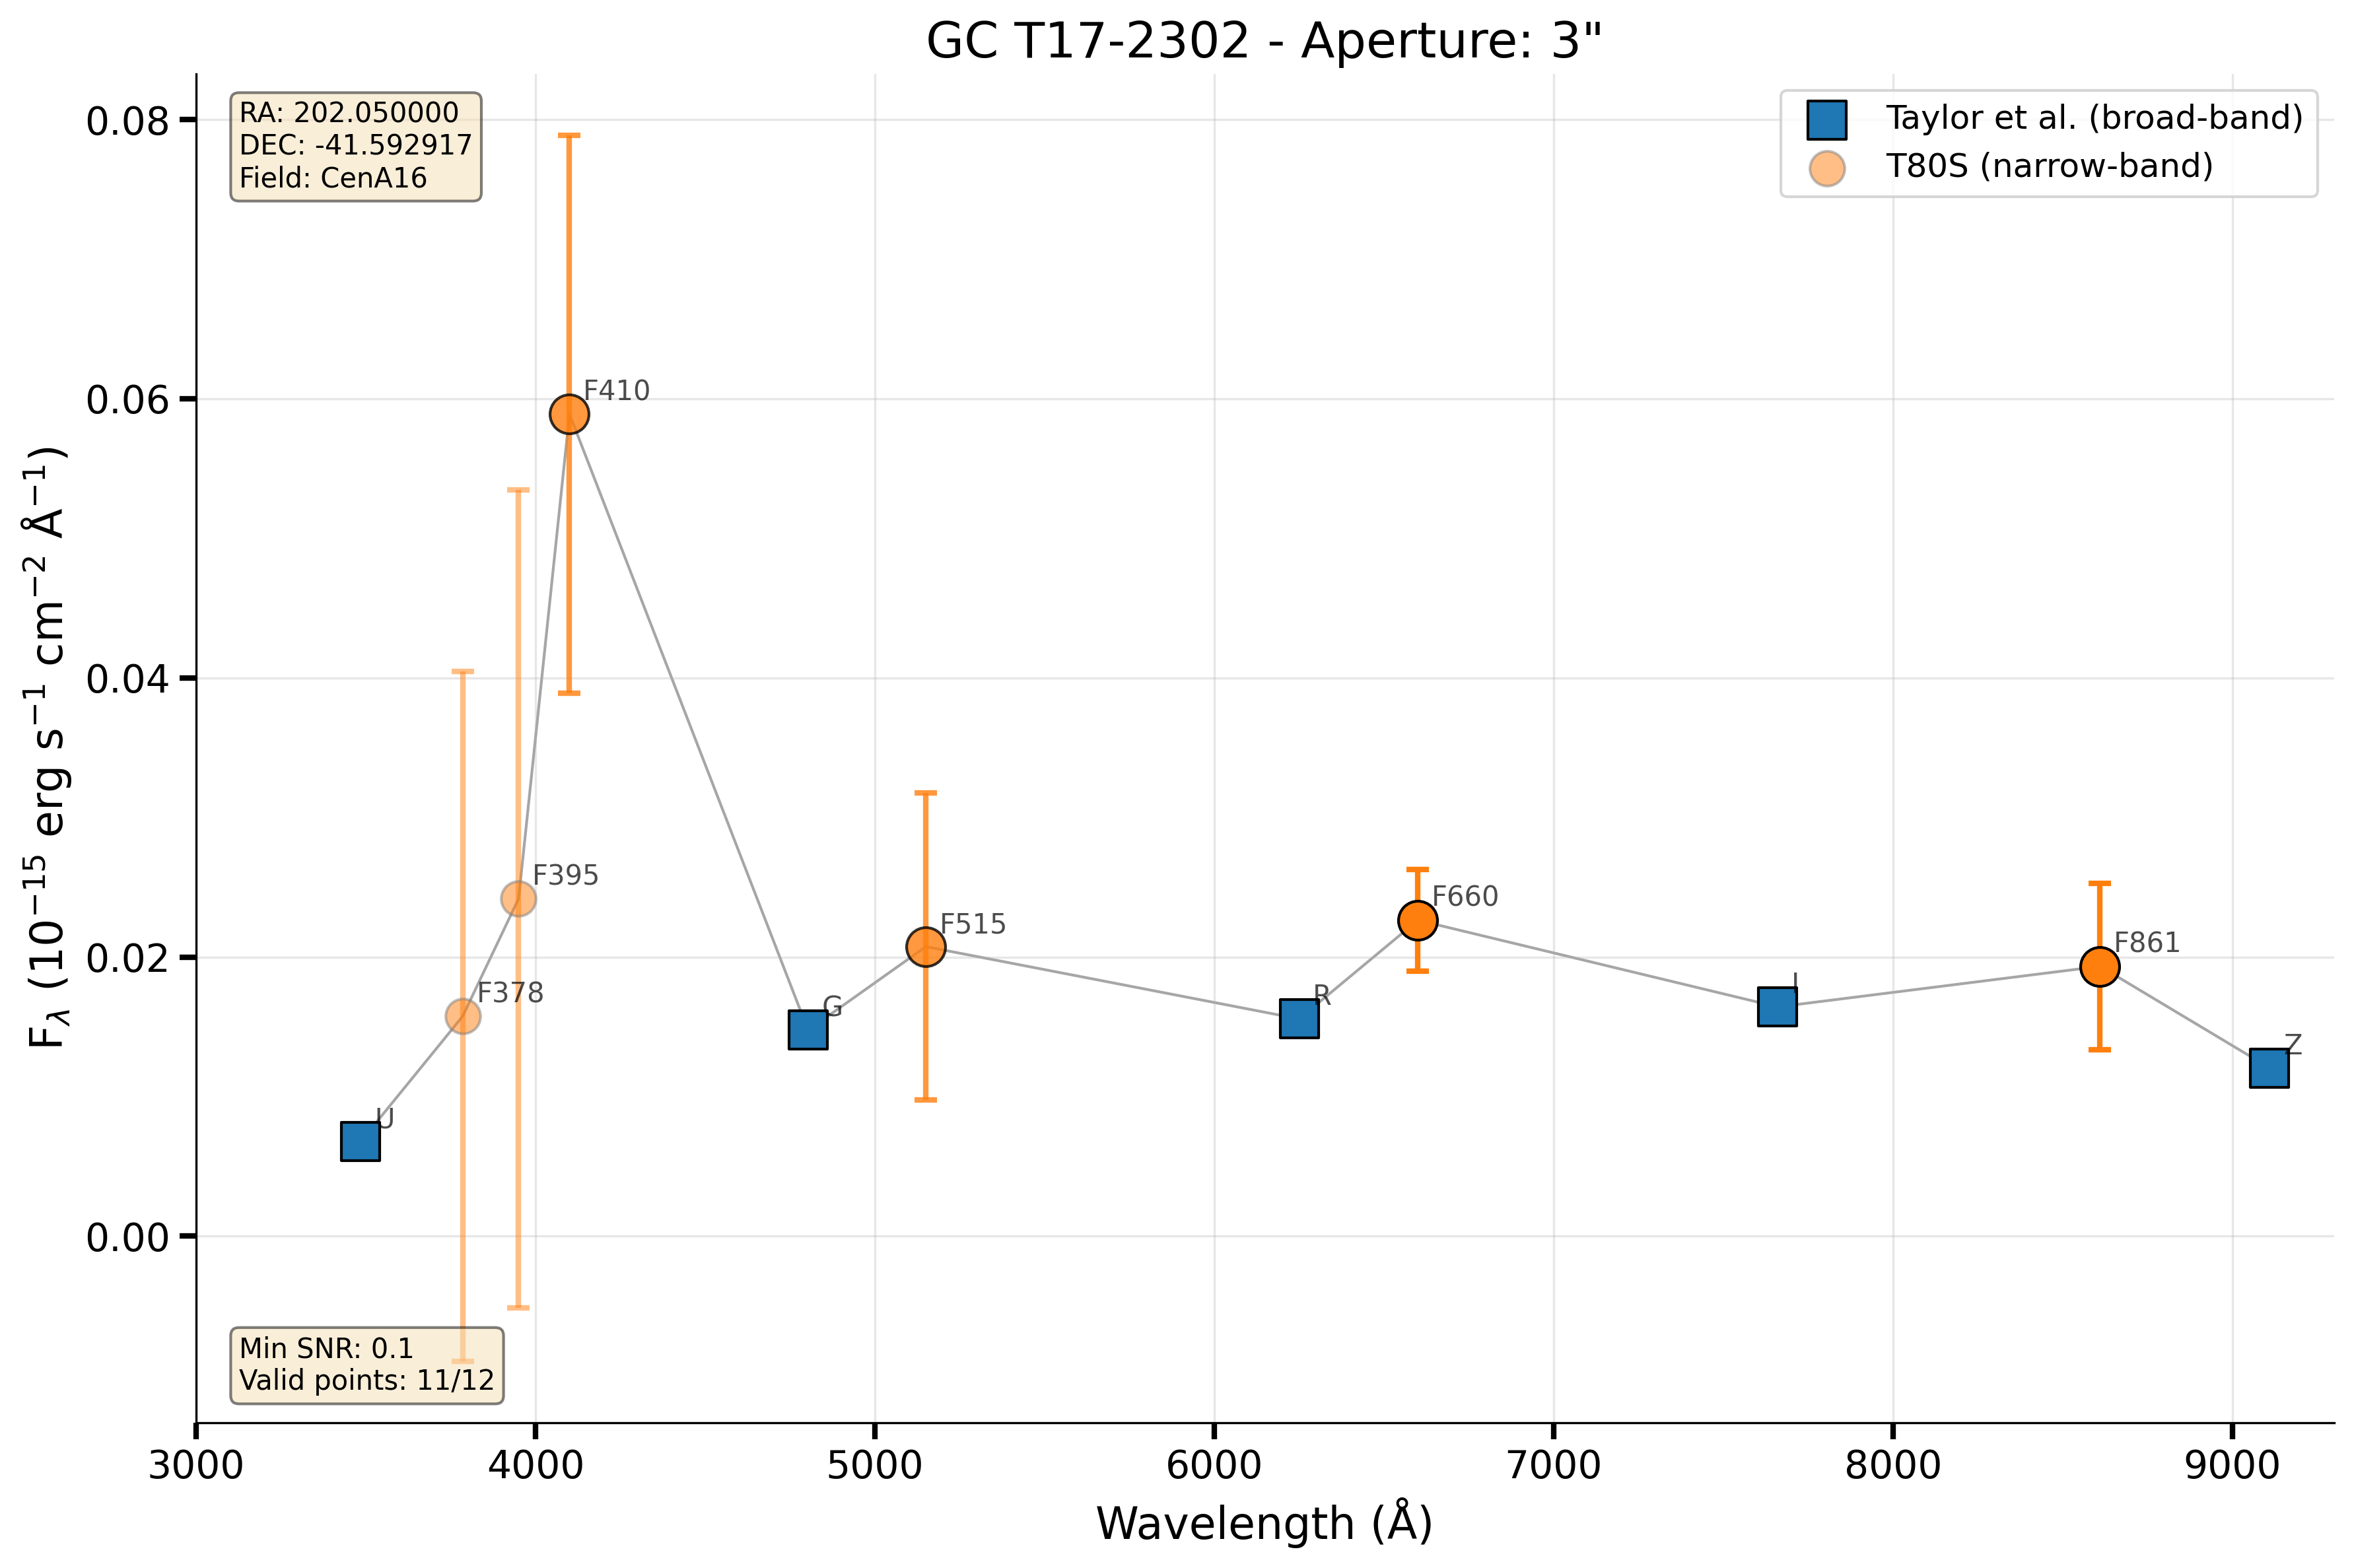 GC T17-2302 - Aperture: 3"
RA: 202.050000
DEC: -41.592917
Field: CenA16
Taylor et al. (broad-band)
T80S (narrow-band)
0.08
0.06
0.04
0.02
0.00
F$_λ$ (10⁻¹⁵ erg s⁻¹ cm⁻² Å⁻¹)
F410
F395
F378
F515
F660
F861
U
G
R
I
Z
Min SNR: 0.1
Valid points: 11/12
3000 4000 5000 6000 7000 8000 9000
Wavelength (Å)